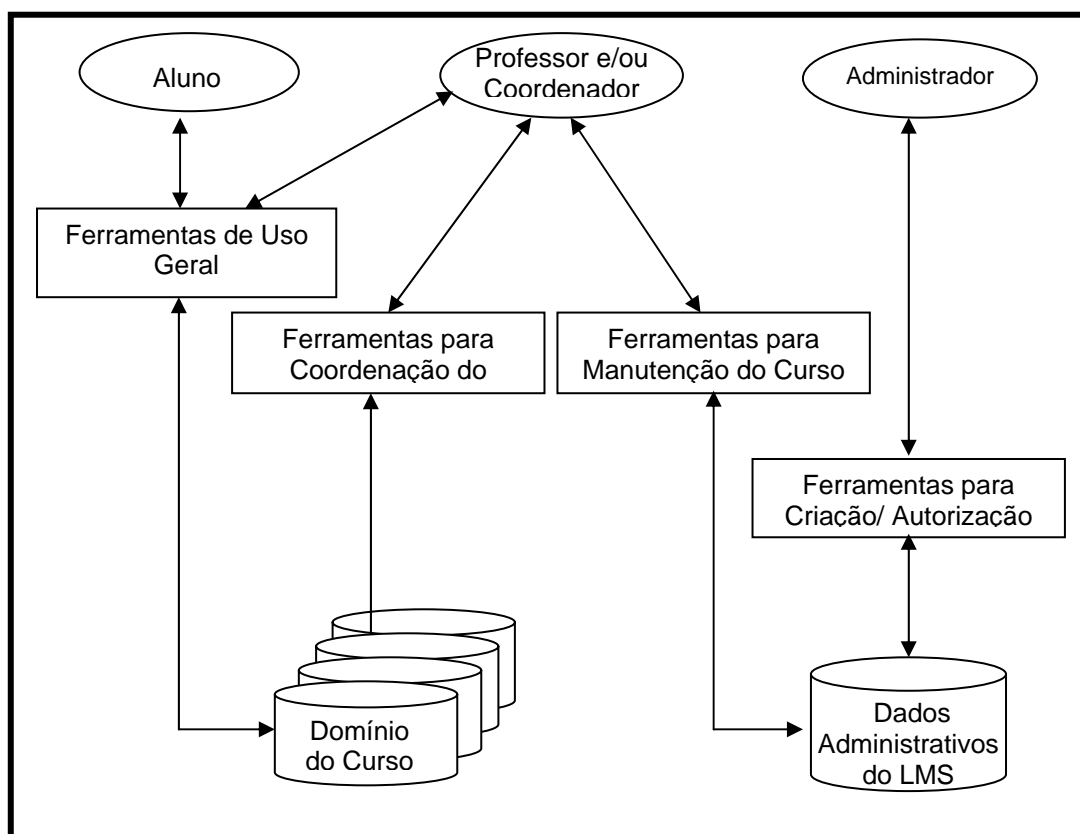 Aluno
Professor e/ou
Coordenador
Administrador
Ferramentas de Uso
Geral
Ferramentas para
Coordenação do
Ferramentas para
Manutenção do Curso
Ferramentas para
Criação/ Autorização
Domínio
do Curso
Dados
Administrativos
do LMS